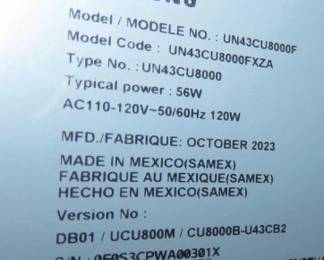 Model / MODELE NO. : UN43CU8000F
Model Code : UN43CU8000FXZA
Type No. : UN43CU8000
Typical power : 56W
AC110-120V~50/60Hz 120W
MFD./FABRIQUE: OCTOBER 2023
MADE IN MEXICO(SAMEX)
FABRIQUE AU MEXIQUE(SAMEX)
HECHO EN MEXICO(SAMEX)
Version No :
DB01 / UCU800M / CU8000B-U43CB2